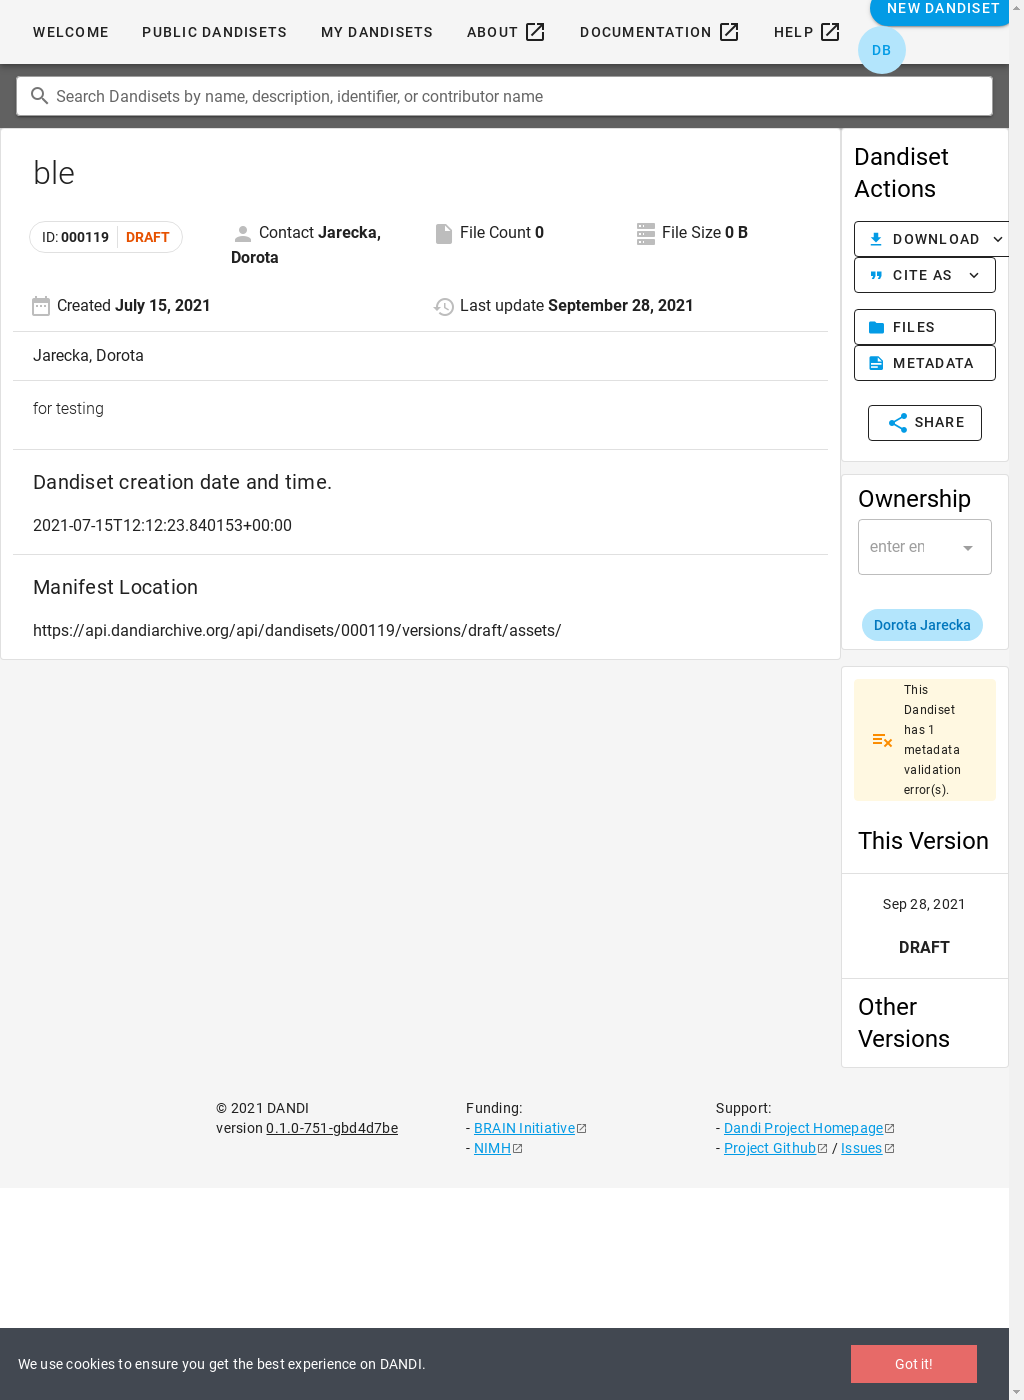 WELCOME PUBLIC DANDISETS MY DANDISETS ABOUT DOCUMENTATION HELP NEW DANDISET
DB
Search Dandisets by name, description, identifier, or contributor name
ble
ID: 000119 DRAFT
Contact Jarecka, Dorota
File Count 0
File Size 0 B
Created July 15, 2021
Last update September 28, 2021
Jarecka, Dorota
for testing
Dandiset creation date and time.
2021-07-15T12:12:23.840153+00:00
Manifest Location
https://api.dandiarchive.org/api/dandisets/000119/versions/draft/assets/
Dandiset
Actions
DOWNLOAD
CITE AS
FILES
METADATA
SHARE
Ownership
enter en
Dorota Jarecka
This
Dandiset
has 1
metadata
validation
error(s).
This Version
Sep 28, 2021
DRAFT
Other
Versions
© 2021 DANDI
version 0.1.0-751-gbd4d7be
Funding:
- BRAIN Initiative
- NIMH
Support:
- Dandi Project Homepage
- Project Github / Issues
We use cookies to ensure you get the best experience on DANDI.
Got it!